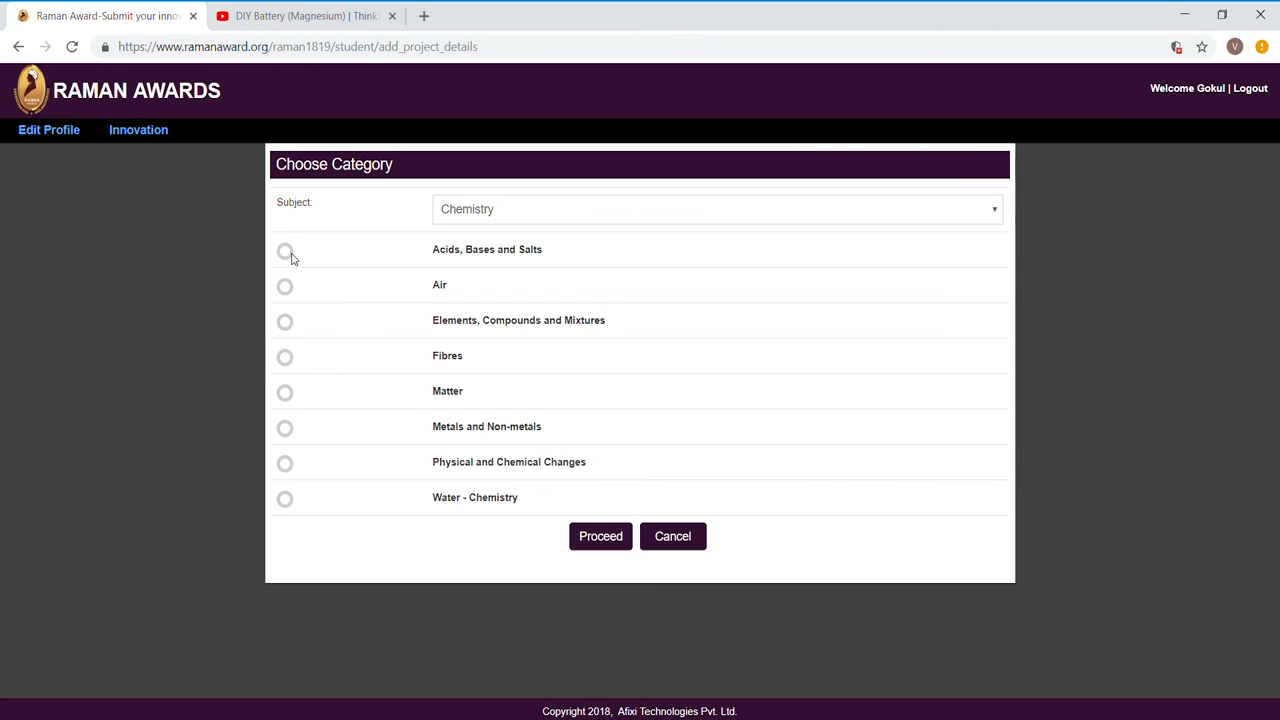 Raman Award-Submit your inno
DIY Battery (Magnesium) | Think
https://www.ramanaward.org/raman1819/student/add_project_details
V
RAMAN AWARDS
Welcome Gokul | Logout
Edit Profile
Innovation
Choose Category
Subject:
Chemistry
Acids, Bases and Salts
Air
Elements, Compounds and Mixtures
Fibres
Matter
Metals and Non-metals
Physical and Chemical Changes
Water - Chemistry
Proceed
Cancel
Copyright 2018, Afixi Technologies Pvt. Ltd.